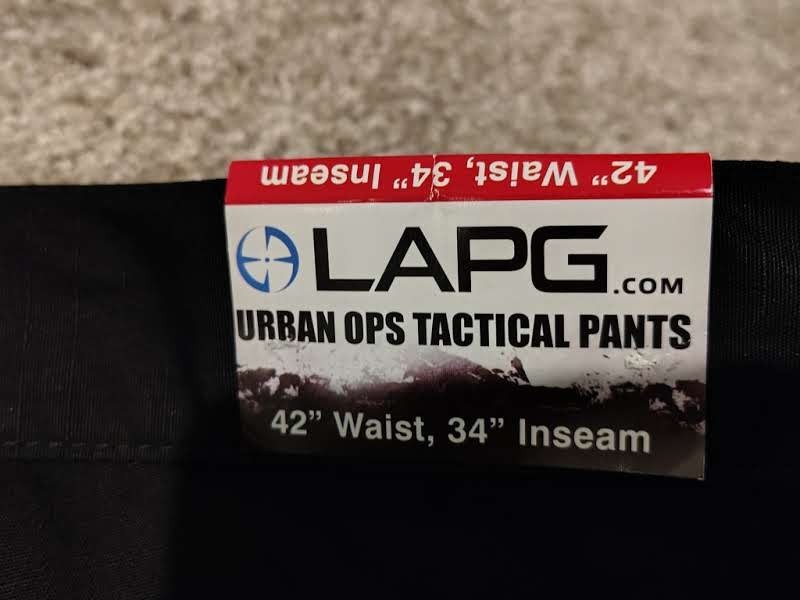 42” Waist, 34” Inseam
LAPG.COM
URBAN OPS TACTICAL PANTS
42” Waist, 34” Inseam